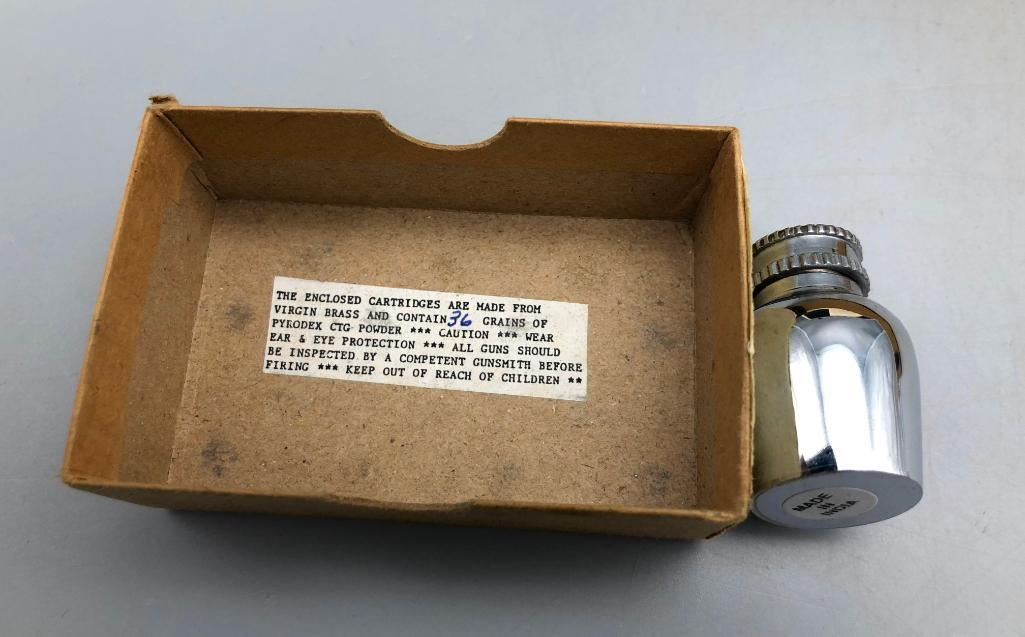 THE ENCLOSED CARTRIDGES ARE MADE FROM
VIRGIN BRASS AND CONTAIN 36 GRAINS OF
PYRODEX CTG POWDER *** CAUTION *** WEAR
EAR & EYE PROTECTION *** ALL GUNS SHOULD
BE INSPECTED BY A COMPETENT GUNSMITH BEFORE
FIRING *** KEEP OUT OF REACH OF CHILDREN **
MADE
IN
INDIA